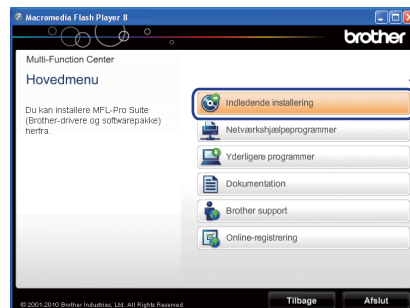 Macromedia Flash Player 8
brother
Multi-Function Center
Hovedmenu
Du kan installere MFL-Pro Suite
(Brother-drivere og softwarepakke)
herfra.
Indledende installering
Netværkshjælpeprogrammer
Yderligere programmer
Dokumentation
Brother support
Online-registrering
© 2001-2010 Brother Industries, Ltd. All Rights Reserved.
Tilbage
Afslut